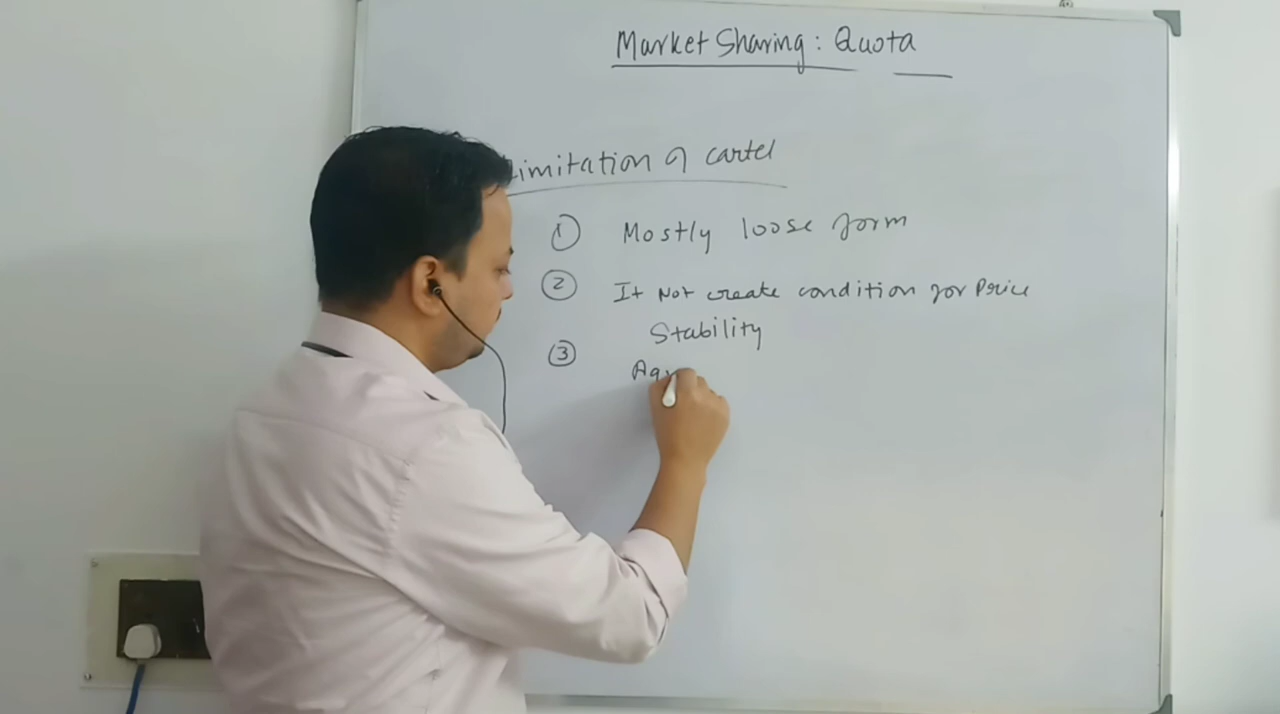 Market Sharing: Quota
Limitation of cartel
① Mostly loose form
② It Not create condition for Price
Stability
③